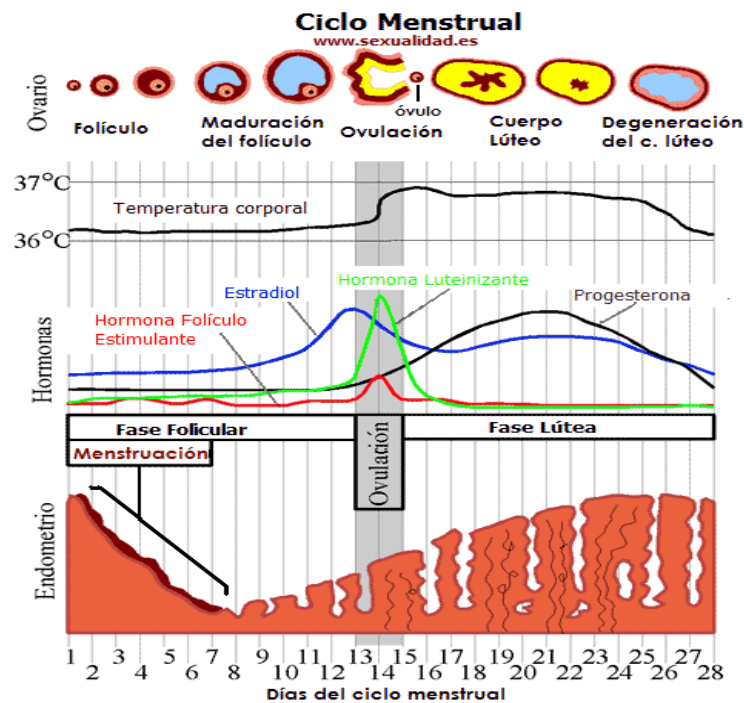 Ciclo Menstrual
www.sexualidad.es
Ovario
Folículo
Maduración
del folículo
Ovulación
óvulo
Cuerpo
Lúteo
Degeneración
del c. lúteo
37°C
36°C
Temperatura corporal
Hormonas
Hormona Folículo
Estimulante
Estradiol
Hormona Luteinizante
Progesterona
Fase Folicular
Menstruación
Ovulación
Fase Lútea
Endometrio
1 2 3 4 5 6 7 8 9 10 11 12 13 14 15 16 17 18 19 20 21 22 23 24 25 26 27 28
Días del ciclo menstrual